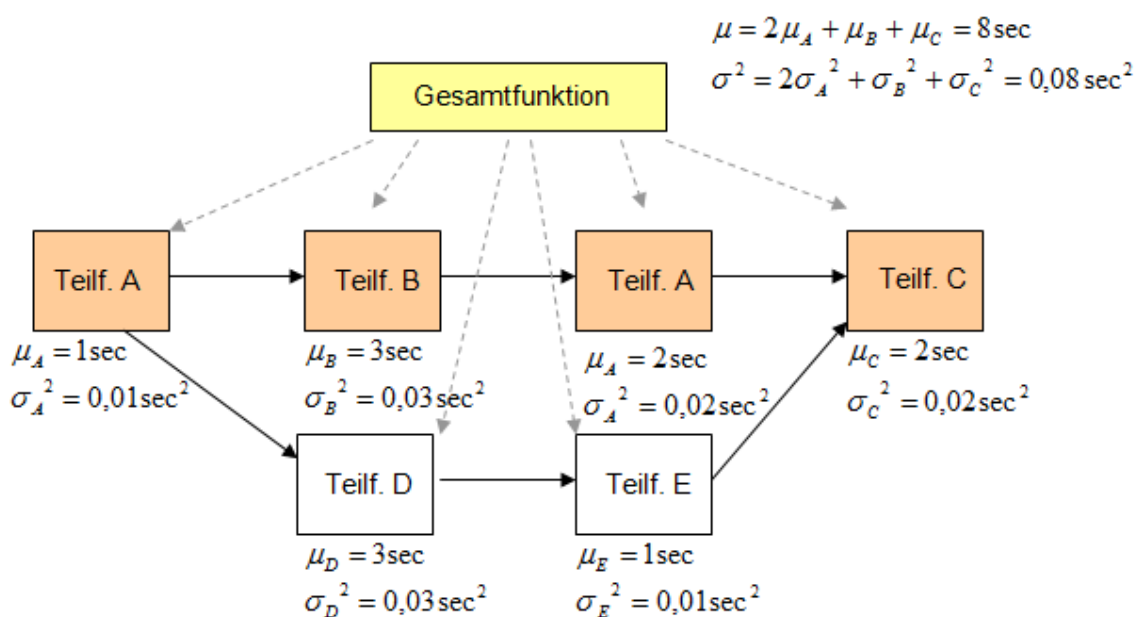 μ = 2μ_A + μ_B + μ_C = 8sec
σ² = 2σ_A² + σ_B² + σ_C² = 0,08sec²
Gesamtfunktion
Teilf. A
Teilf. B
Teilf. A
Teilf. C
μ_A = 1sec
σ_A² = 0,01sec²
μ_B = 3sec
σ_B² = 0,03sec²
μ_A = 2sec
σ_A² = 0,02sec²
μ_C = 2sec
σ_C² = 0,02sec²
Teilf. D
Teilf. E
μ_D = 3sec
σ_D² = 0,03sec²
μ_E = 1sec
σ_E² = 0,01sec²